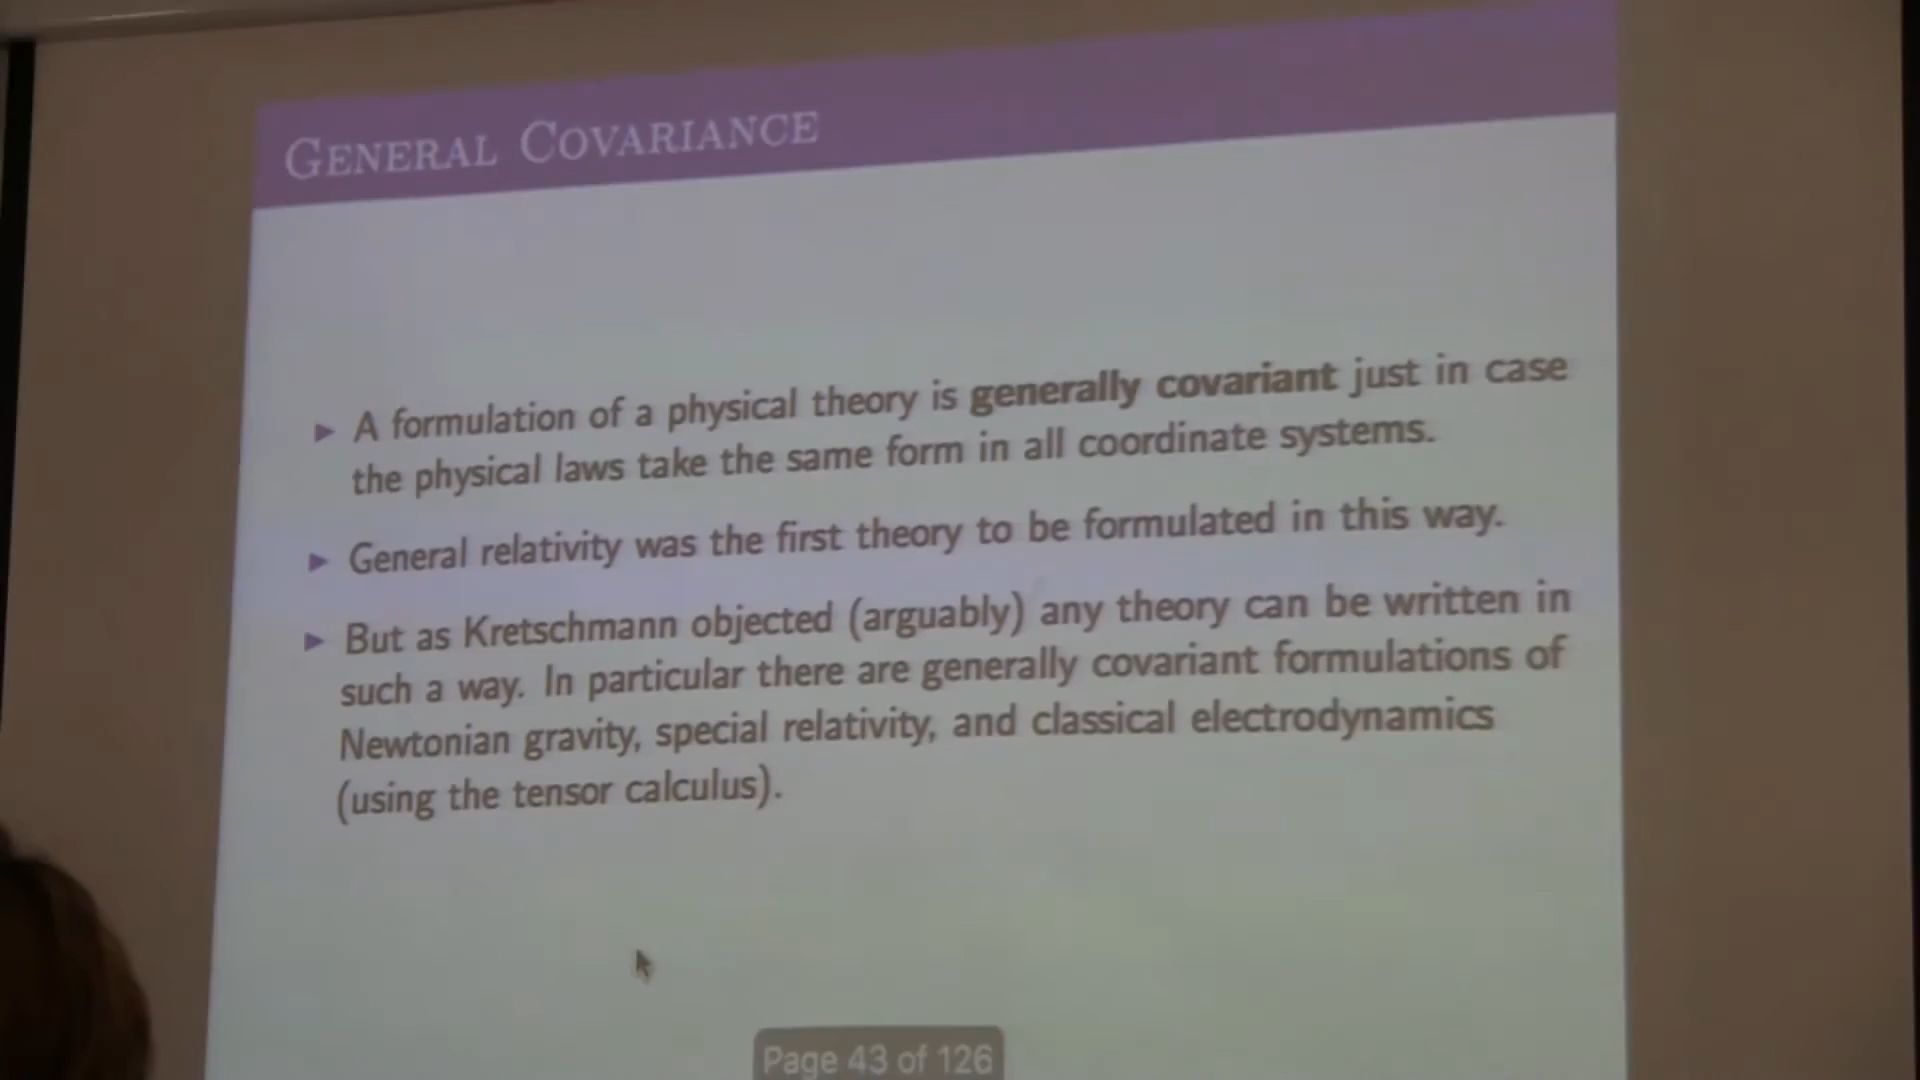 GENERAL COVARIANCE
▶ A formulation of a physical theory is generally covariant just in case
the physical laws take the same form in all coordinate systems.
▶ General relativity was the first theory to be formulated in this way.
▶ But as Kretschmann objected (arguably) any theory can be written in
such a way. In particular there are generally covariant formulations of
Newtonian gravity, special relativity, and classical electrodynamics
(using the tensor calculus).
Page 43 of 126